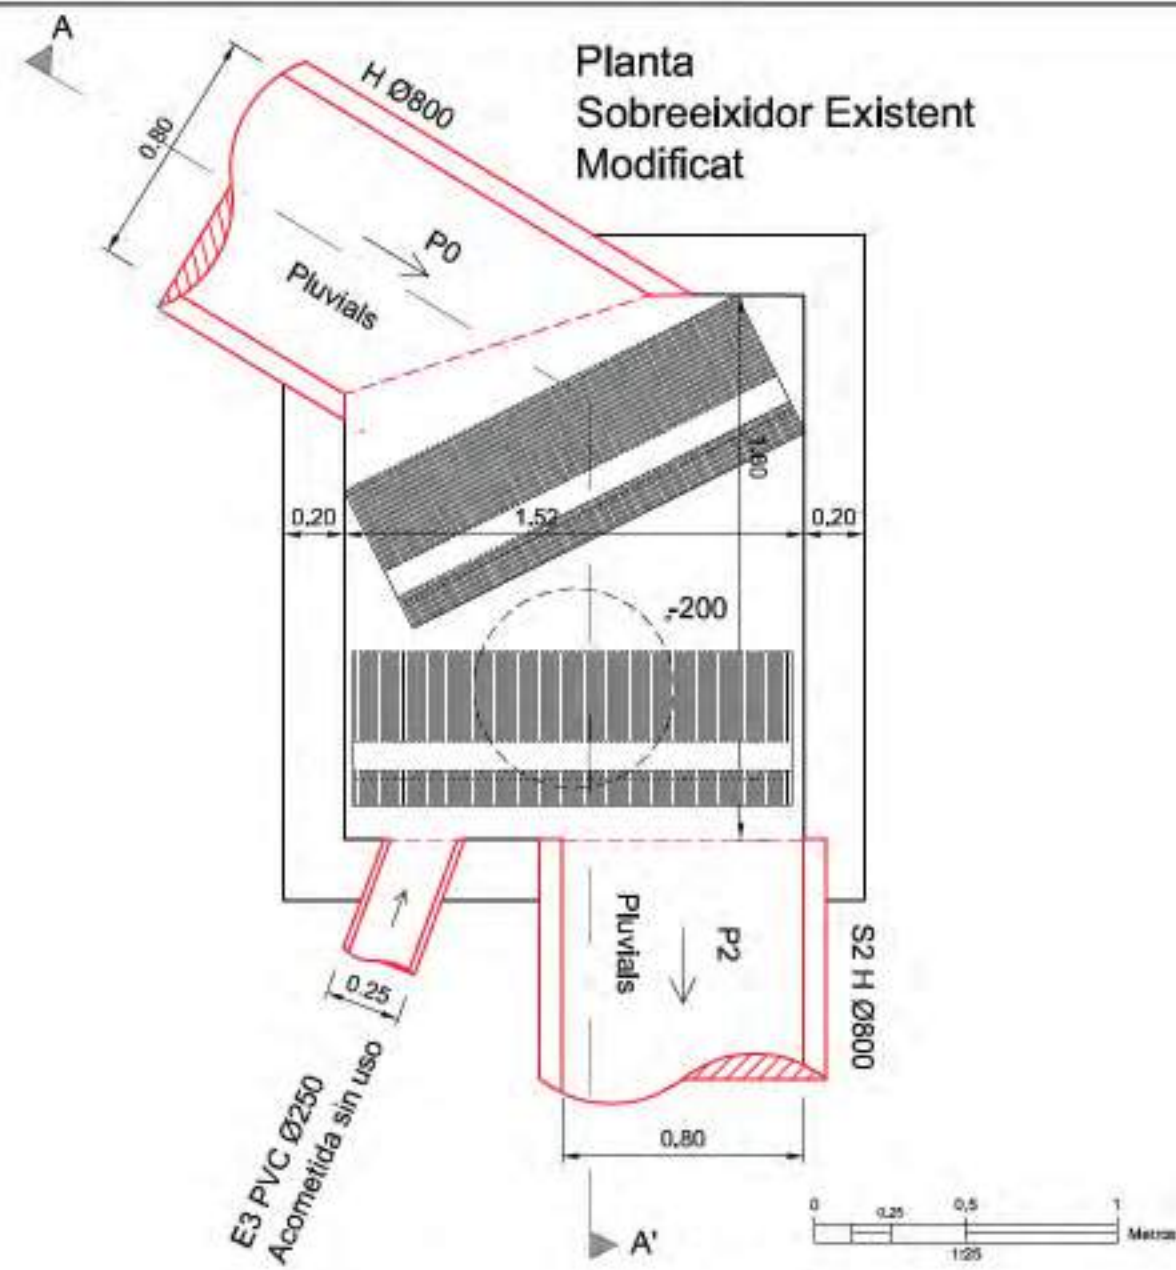 A
Planta
Sobreeixidor Existent
Modificat
H Ø800
0.80
P0
Pluvials
0.20
1.52
0.20
-200
Pluvials
P2
S2 H Ø800
0.25
E3 PVC Ø250
Acometida sin uso
0.80
A'
0
0.25
0.5
1
Metros
1:25